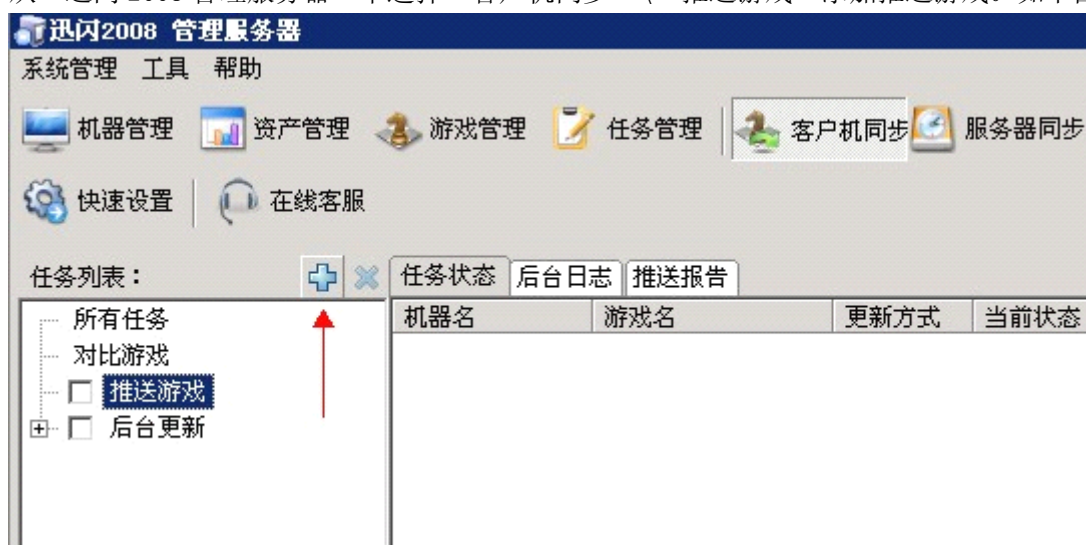 迅闪2008 管理服务器
系统管理 工具 帮助
机器管理 资产管理 游戏管理 任务管理 客户机同步 服务器同步
快速设置 在线客服
任务列表： 任务状态 后台日志 推送报告
机器名 游戏名 更新方式 当前状态
所有任务
对比游戏
推送游戏
后台更新